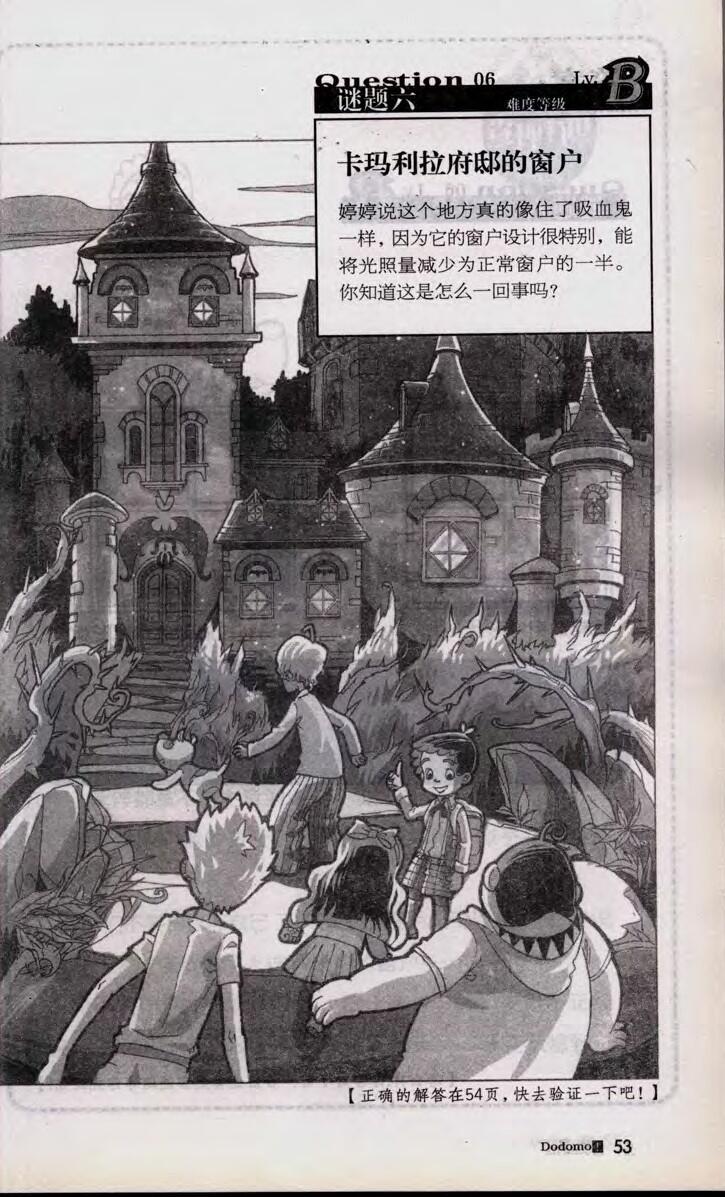 Question 06 Lv. B
谜题六 难度等级
卡玛利拉府邸的窗户
婷婷说这个地方真的像住了吸血鬼
一样，因为它的窗户设计很特别，能
将光照量减少为正常窗户的一半。
你知道这是怎么一回事吗？
【正确的解答在54页，快去验证一下吧！】
Dodomo 53